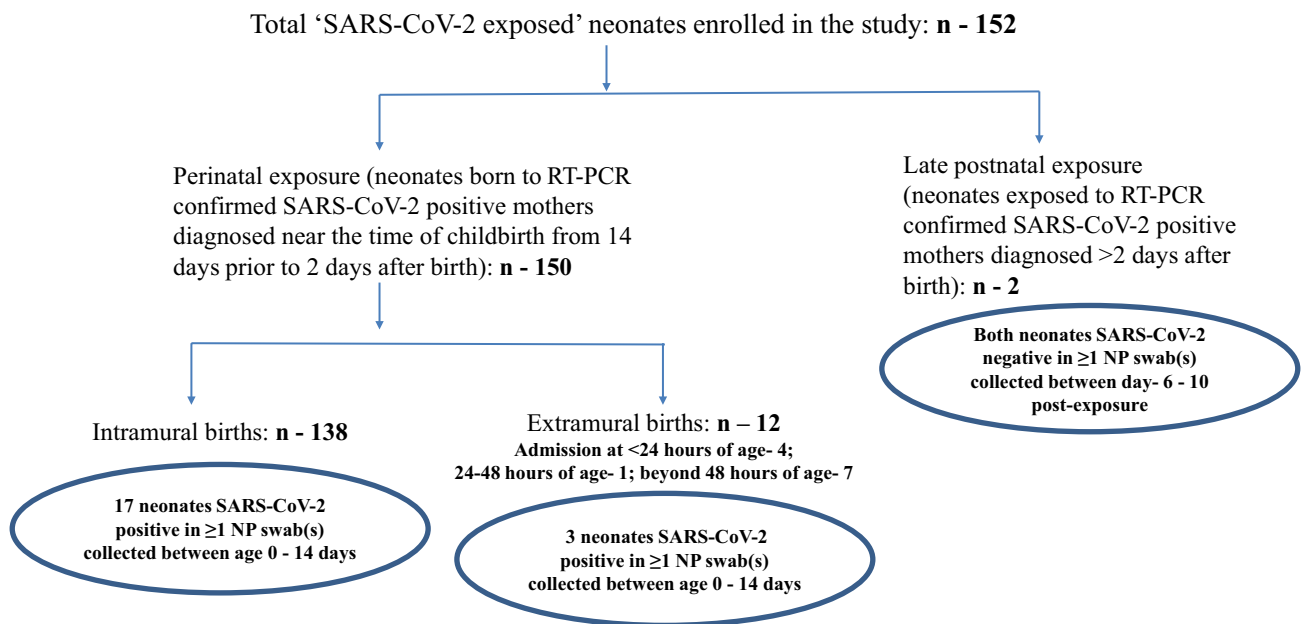 Total ‘SARS-CoV-2 exposed’ neonates enrolled in the study: n - 152
Perinatal exposure (neonates born to RT-PCR
confirmed SARS-CoV-2 positive mothers
diagnosed near the time of childbirth from 14
days prior to 2 days after birth): n - 150
Late postnatal exposure
(neonates exposed to RT-PCR
confirmed SARS-CoV-2 positive
mothers diagnosed >2 days after
birth): n - 2
Both neonates SARS-CoV-2
negative in ≥1 NP swab(s)
collected between day- 6 - 10
post-exposure
Intramural births: n - 138
17 neonates SARS-CoV-2
positive in ≥1 NP swab(s)
collected between age 0 - 14 days
Extramural births: n – 12
Admission at <24 hours of age- 4;
24-48 hours of age- 1; beyond 48 hours of age- 7
3 neonates SARS-CoV-2
positive in ≥1 NP swab(s)
collected between age 0 - 14 days